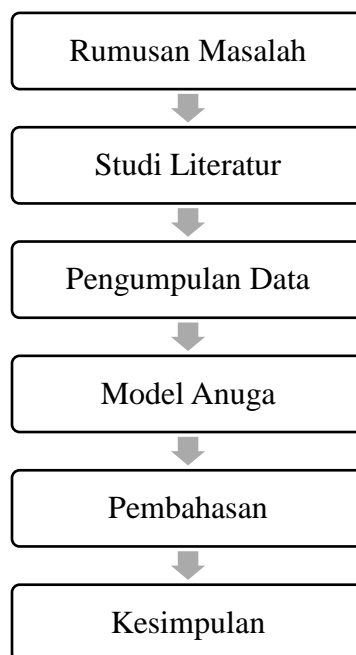 Rumusan Masalah
Studi Literatur
Pengumpulan Data
Model Anuga
Pembahasan
Kesimpulan